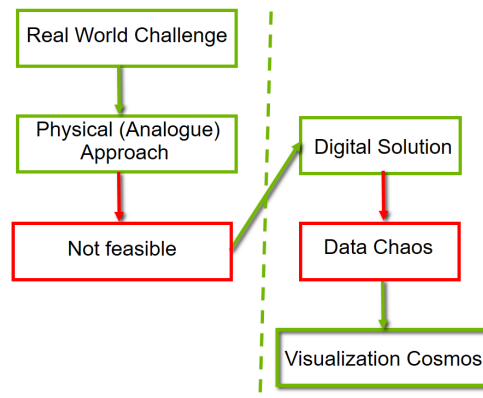 Real World Challenge
Physical (Analogue)
Approach
Not feasible
Digital Solution
Data Chaos
Visualization Cosmos